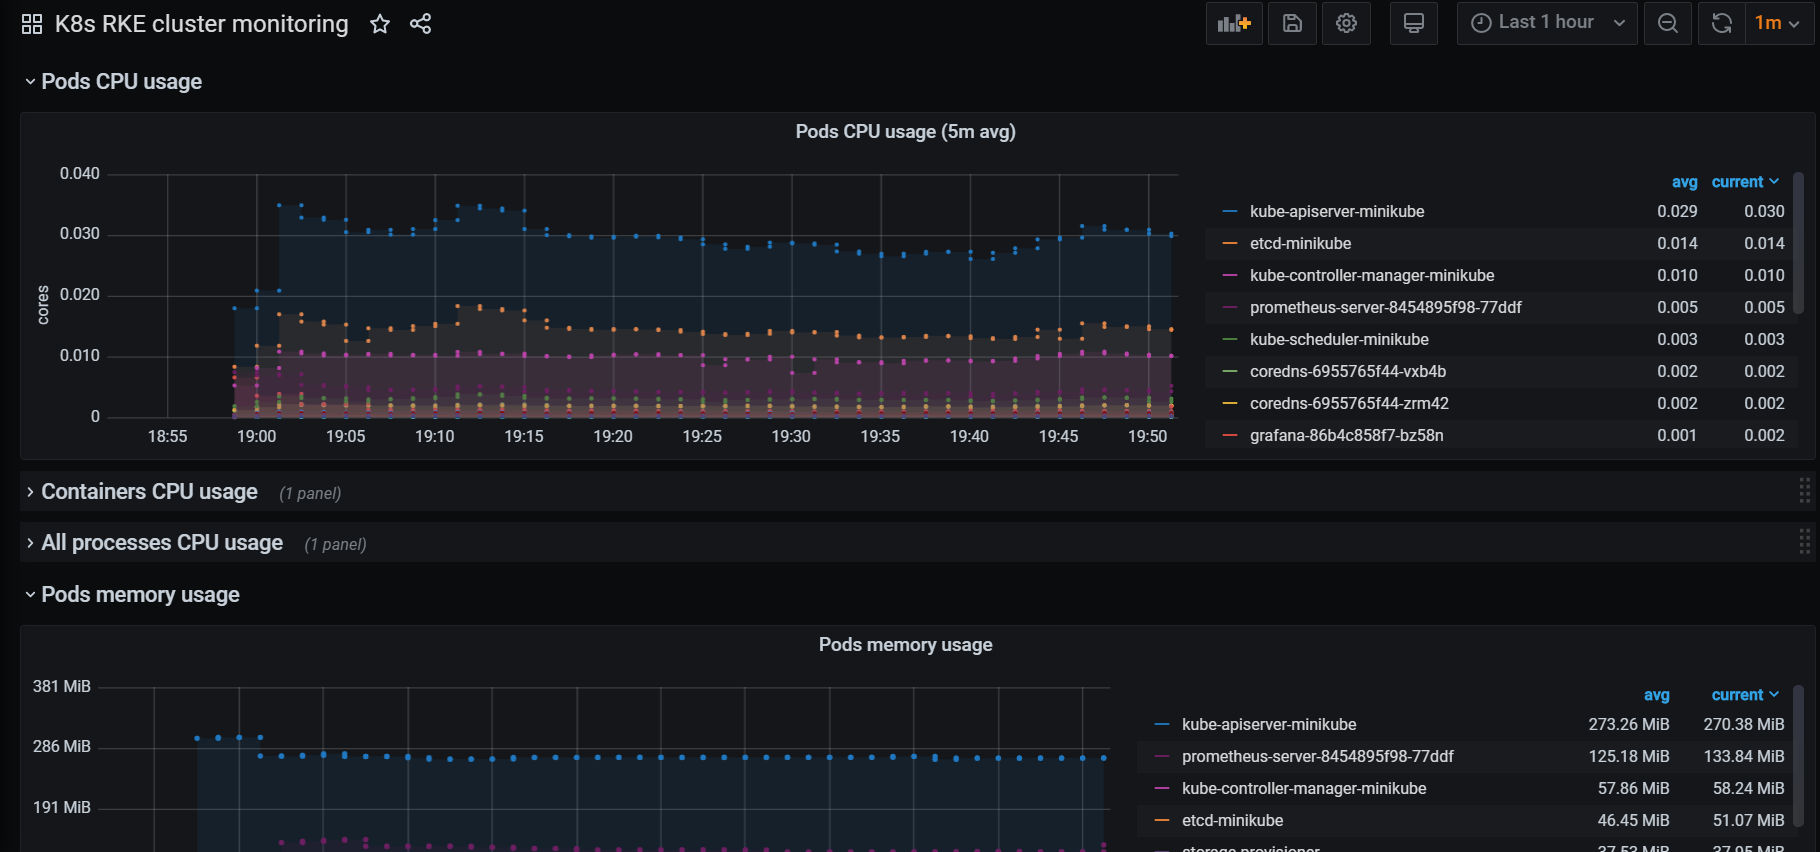 K8s RKE cluster monitoring
Last 1 hour
1m
Pods CPU usage
Pods CPU usage (5m avg)
0.040
0.030
0.020
0.010
0
cores
18:55 19:00 19:05 19:10 19:15 19:20 19:25 19:30 19:35 19:40 19:45 19:50
avg current
kube-apiserver-minikube 0.029 0.030
etcd-minikube 0.014 0.014
kube-controller-manager-minikube 0.010 0.010
prometheus-server-8454895f98-77ddf 0.005 0.005
kube-scheduler-minikube 0.003 0.003
coredns-6955765f44-vxb4b 0.002 0.002
coredns-6955765f44-zrm42 0.002 0.002
grafana-86b4c858f7-bz58n 0.001 0.002
Containers CPU usage (1 panel)
All processes CPU usage (1 panel)
Pods memory usage
Pods memory usage
381 MiB
286 MiB
191 MiB
avg current
kube-apiserver-minikube 273.26 MiB 270.38 MiB
prometheus-server-8454895f98-77ddf 125.18 MiB 133.84 MiB
kube-controller-manager-minikube 57.86 MiB 58.24 MiB
etcd-minikube 46.45 MiB 51.07 MiB
storage-provisioner 37.53 MiB 37.95 MiB